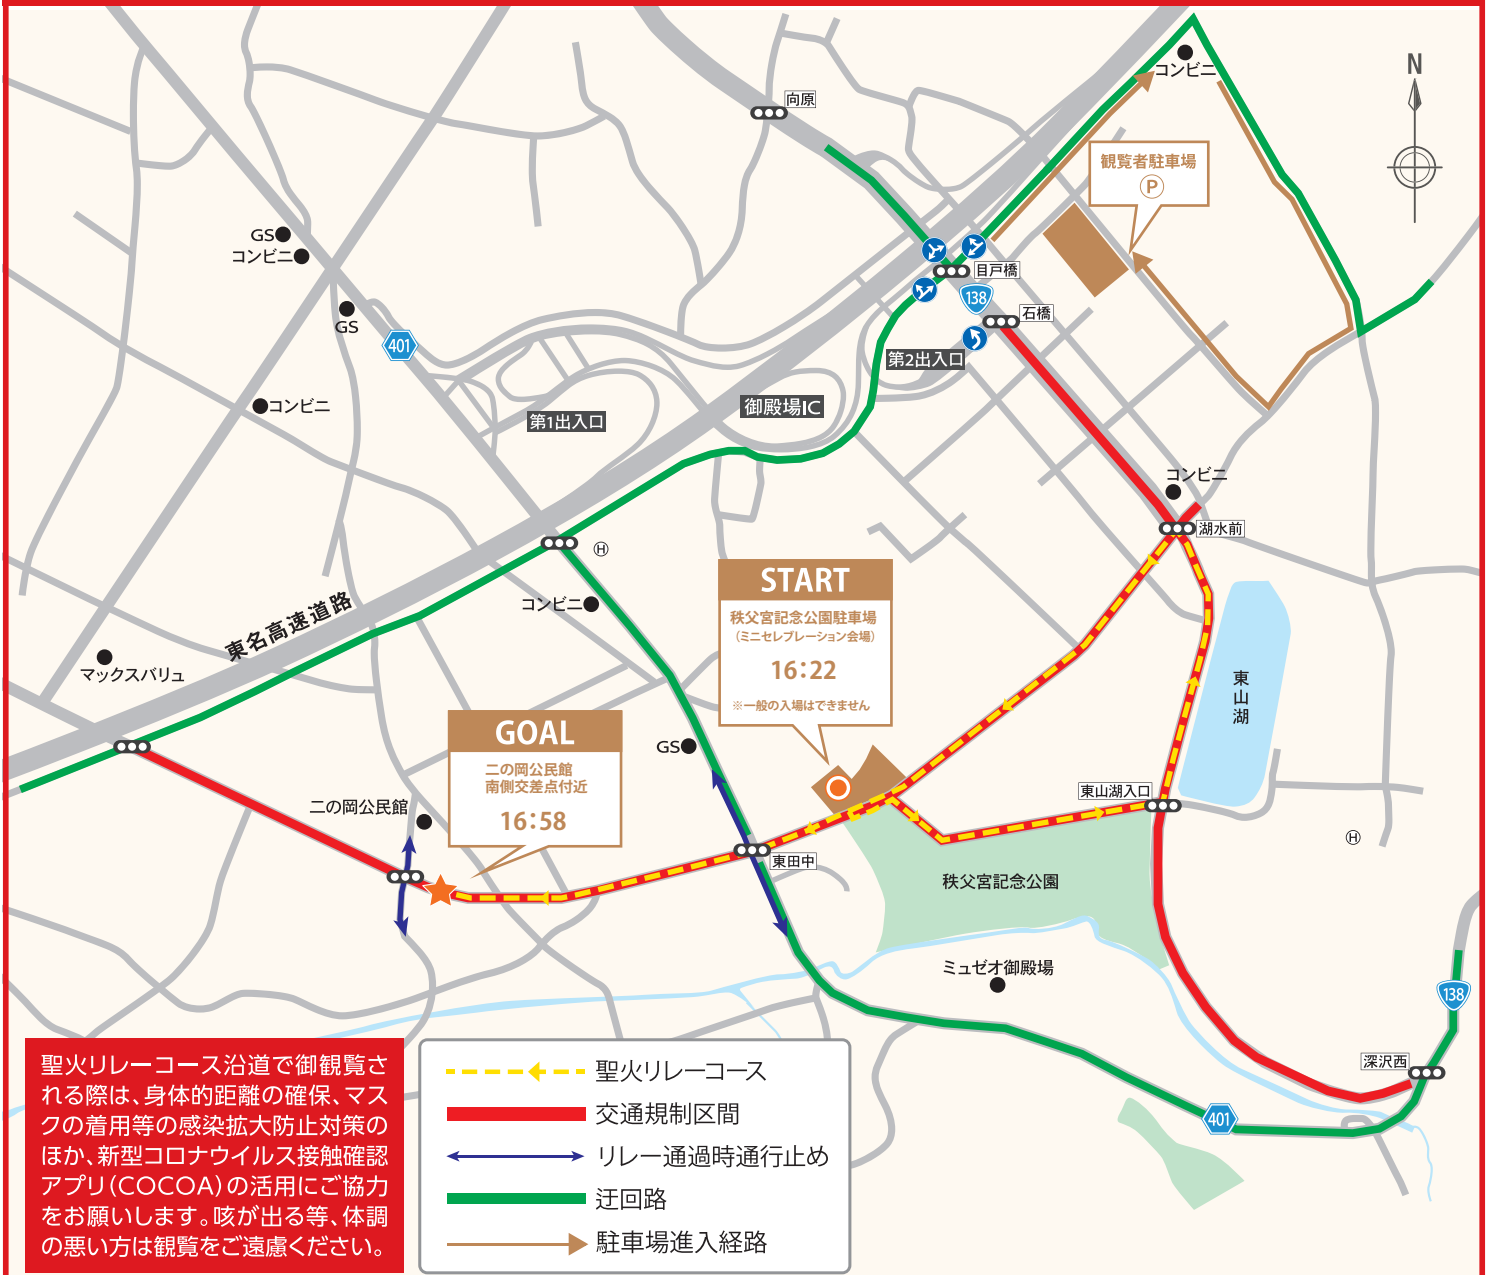 向原
コンビニ
N
観覧者駐車場
P
GS
コンビニ
目戸橋
138
石橋
GS
401
第2出入口
コンビニ
第1出入口
御殿場IC
コンビニ
湖水前
H
START
秩父宮記念公園駐車場
（ミニセレブレーション会場）
16:22
※一般の入場はできません
コンビニ
東名高速道路
マックスバリュ
東山湖
GOAL
二の岡公民館
南側交差点付近
16:58
GS
東山湖入口
二の岡公民館
H
東田中
秩父宮記念公園
ミュゼオ御殿場
138
深沢西
401
聖火リレーコース沿道で御観覧さ
れる際は、身体的距離の確保、マス
クの着用等の感染拡大防止対策の
ほか、新型コロナウイルス接触確認
アプリ（COCOA）の活用にご協力
をお願いします。咳が出る等、体調
の悪い方は観覧をご遠慮ください。
聖火リレーコース
交通規制区間
リレー通過時通行止め
迂回路
駐車場進入経路